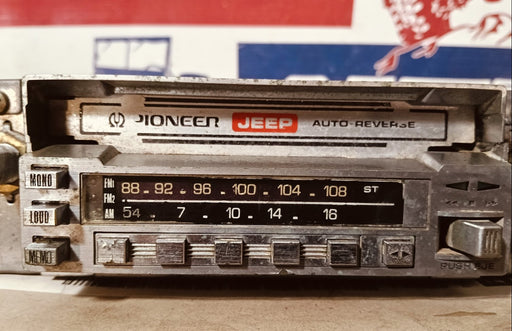 PIONEER JEEP AUTO-REVERSE
MONO
LOUD
MEMO
FM1 88 . 92 . 96 . 100 . 104 . 108 ST
FM2
AM 54 . 7 . 10 . 14 . 16